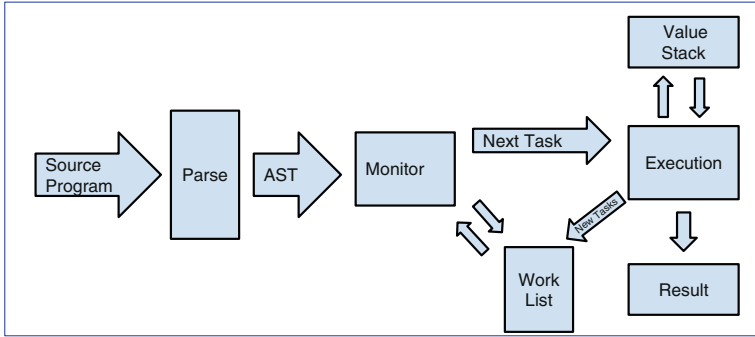 Value
Stack
Source
Program
Parse
AST
Monitor
Next Task
Execution
New Tasks
Work
List
Result